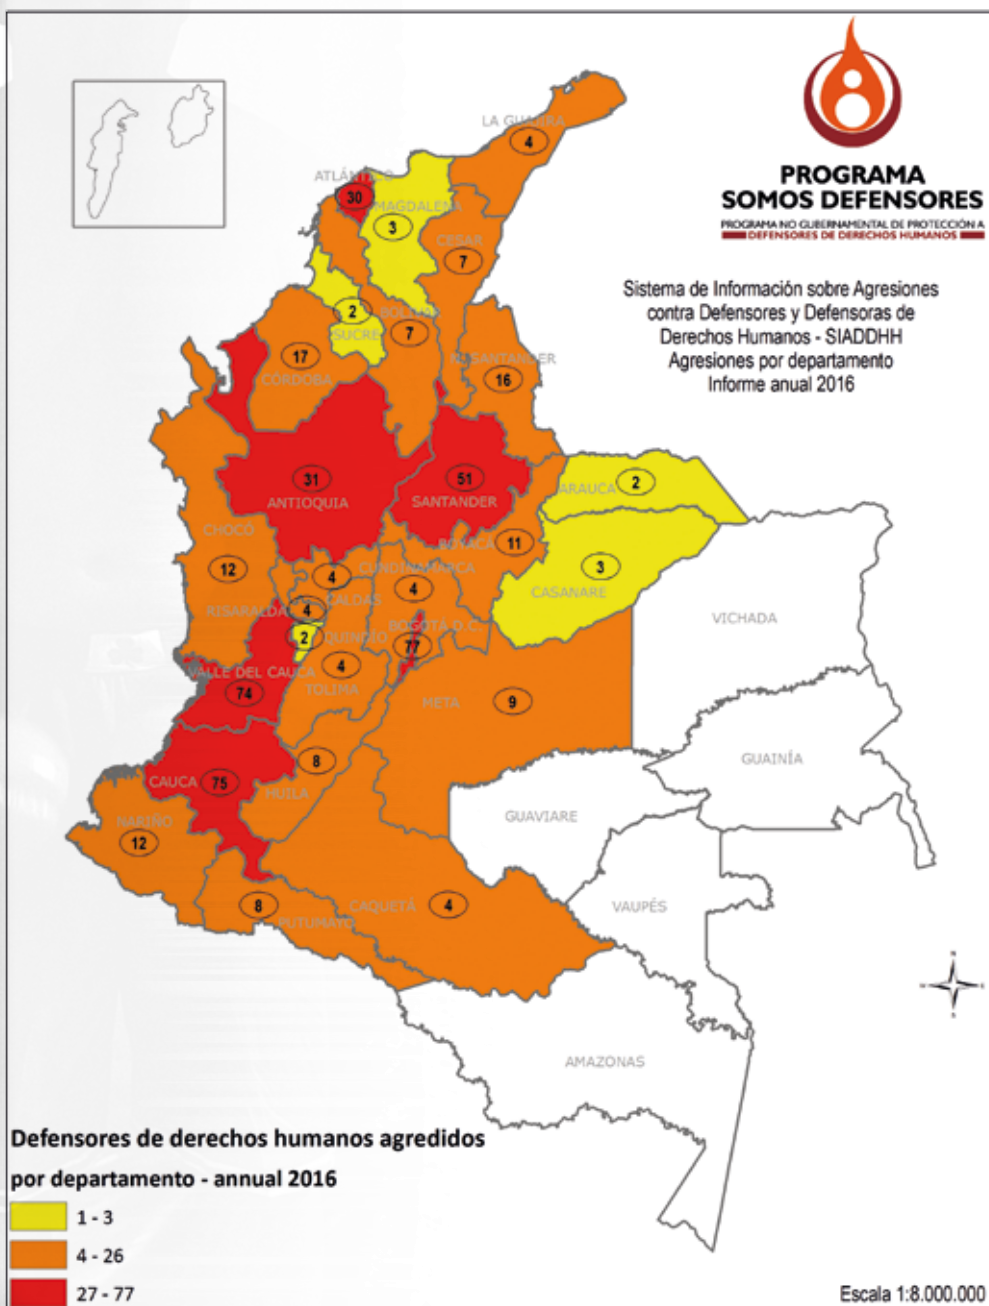 PROGRAMA
SOMOS DEFENSORES
PROGRAMA NO GUBERNAMENTAL DE PROTECCIÓN A
DEFENSORES DE DERECHOS HUMANOS
Sistema de Información sobre Agresiones
contra Defensores y Defensoras de
Derechos Humanos - SIADDHH
Agresiones por departamento
Informe anual 2016
LA GUAJIRA
4
ATLÁNTICO
30
MAGDALENA
3
CESAR
7
2
SUCRE
BOLIVAR
7
17
CÓRDOBA
N. SANTANDER
16
31
ANTIOQUIA
51
SANTANDER
ARAUCA
2
CHOCÓ
12
BOYACÁ
11
3
CASANARE
4
CALDAS
CUNDINAMARCA
4
RISARALDA
4
2
QUINDIO
BOGOTÁ D.C.
77
VICHADA
VALLE DEL CAUCA
74
4
TOLIMA
META
9
CAUCA
75
8
HUILA
GUAINÍA
GUAVIARE
NARIÑO
12
8
PUTUMAYO
CAQUETÁ
4
VAUPÉS
N
W
E
S
AMAZONAS
Defensores de derechos humanos agredidos
por departamento - annual 2016
1 - 3
4 - 26
27 - 77
Escala 1:8.000.000